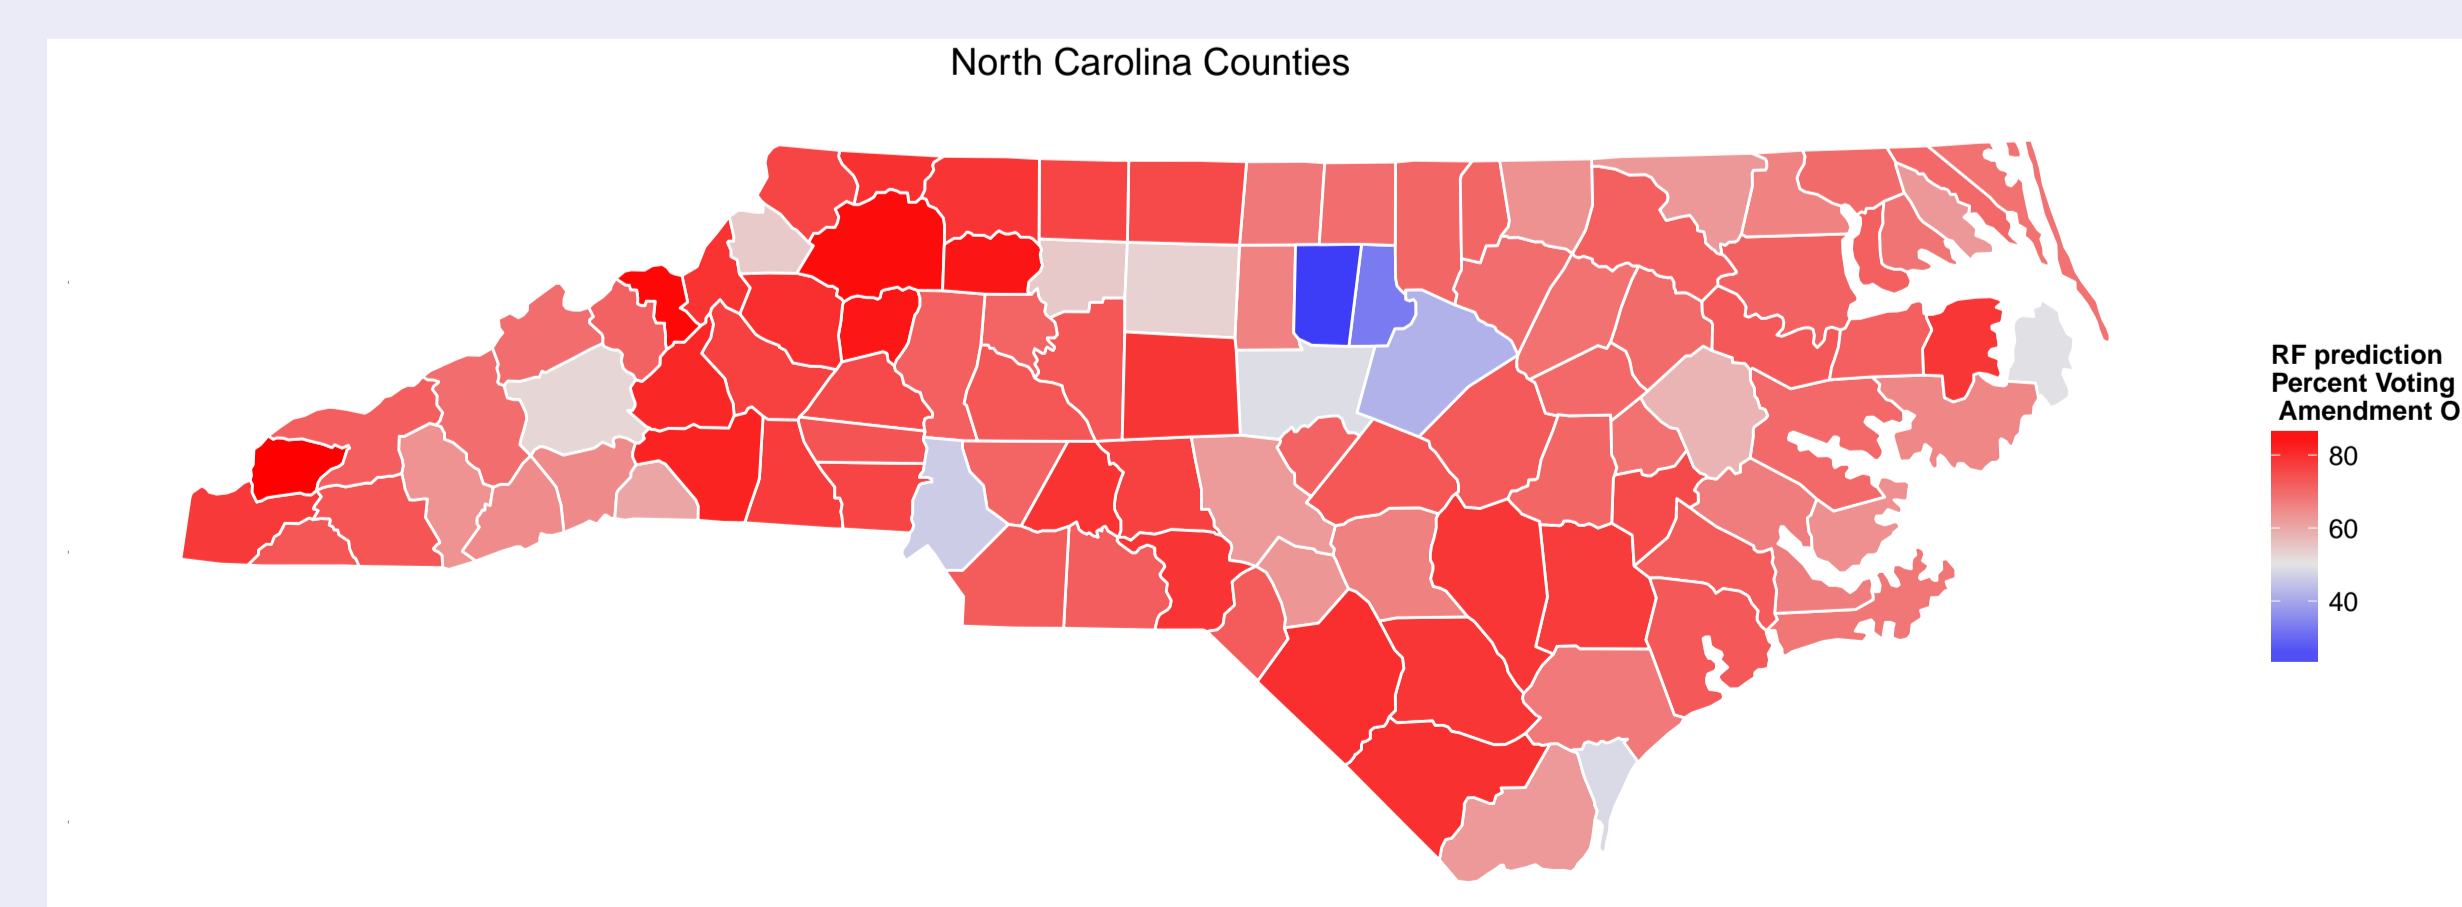 North Carolina Counties
RF prediction
Percent Voting
Amendment O
80
60
40